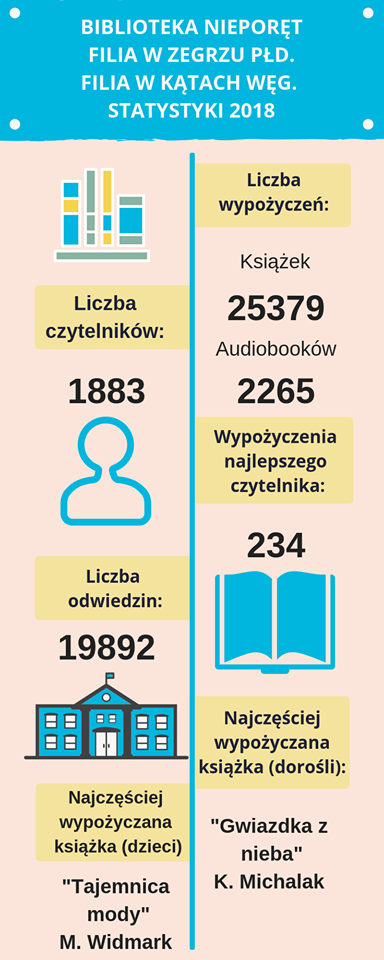 BIBLIOTEKA NIEPORĘT
FILIA W ZEGRZU PŁD.
FILIA W KĄTACH WĘG.
STATYSTYKI 2018
Liczba
wypożyczeń:
Książek
25379
Audiobooków
2265
Liczba
czytelników:
1883
Wypożyczenia
najlepszego
czytelnika:
234
Liczba
odwiedzin:
19892
Najczęściej
wypożyczana
książka (dorośli):
"Gwiazdka z
nieba"
K. Michalak
Najczęściej
wypożyczana
książka (dzieci)
"Tajemnica
mody"
M. Widmark